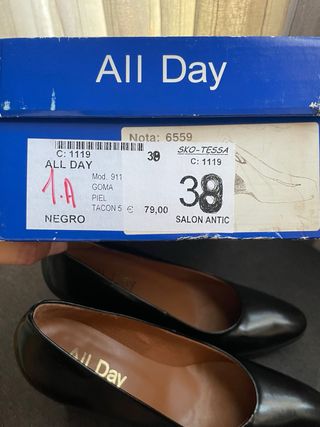 All Day
Nota: 6559
C: 1119
ALL DAY
38
1.A
Mod. 911
GOMA
PIEL
TACON 5 € 79,00
NEGRO
SKO-TESSA
C: 1119
38
SALON ANTIC
All Day